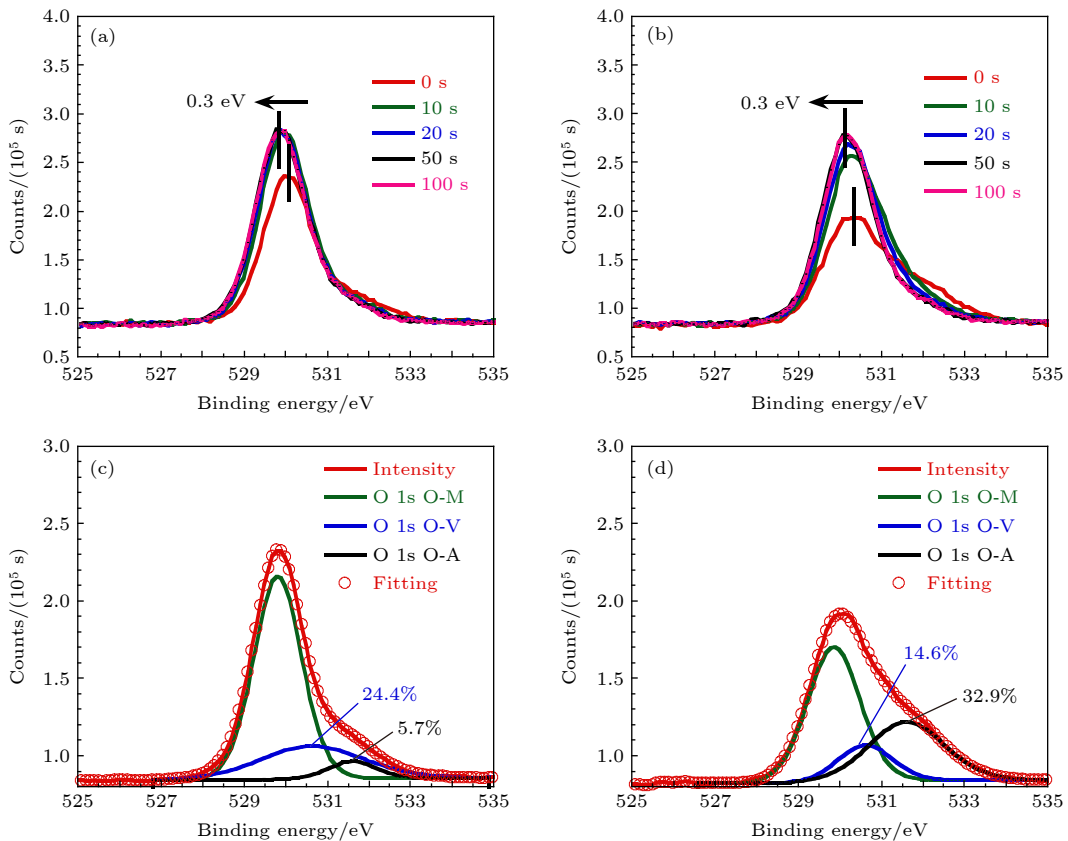 (a)
4.0
3.5
3.0
2.5
2.0
1.5
1.0
0.5
Counts/(10⁵ s)
0.3 eV
0 s
10 s
20 s
50 s
100 s
525 527 529 531 533 535
Binding energy/eV
(b)
4.0
3.5
3.0
2.5
2.0
1.5
1.0
0.5
Counts/(10⁵ s)
0.3 eV
0 s
10 s
20 s
50 s
100 s
525 527 529 531 533 535
Binding energy/eV
(c)
3.0
2.5
2.0
1.5
1.0
Counts/(10⁵ s)
Intensity
O 1s O-M
O 1s O-V
O 1s O-A
Fitting
24.4%
5.7%
525 527 529 531 533 535
Binding energy/eV
(d)
3.0
2.5
2.0
1.5
1.0
Counts/(10⁵ s)
Intensity
O 1s O-M
O 1s O-V
O 1s O-A
Fitting
14.6%
32.9%
525 527 529 531 533 535
Binding energy/eV